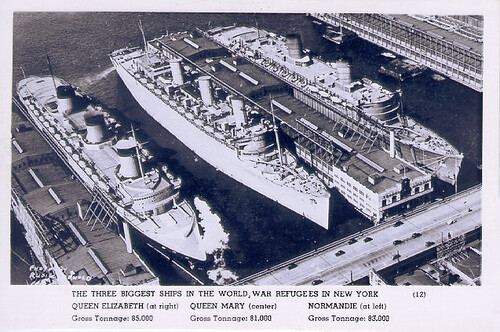 THE THREE BIGGEST SHIPS IN THE WORLD, WAR REFUGEES IN NEW YORK (12)
QUEEN ELIZABETH (at right) QUEEN MARY (center) NORMANDIE (at left)
Gross Tonnage: 85.000 Gross Tonnage: 81.000 Gross Tonnage: 83.000